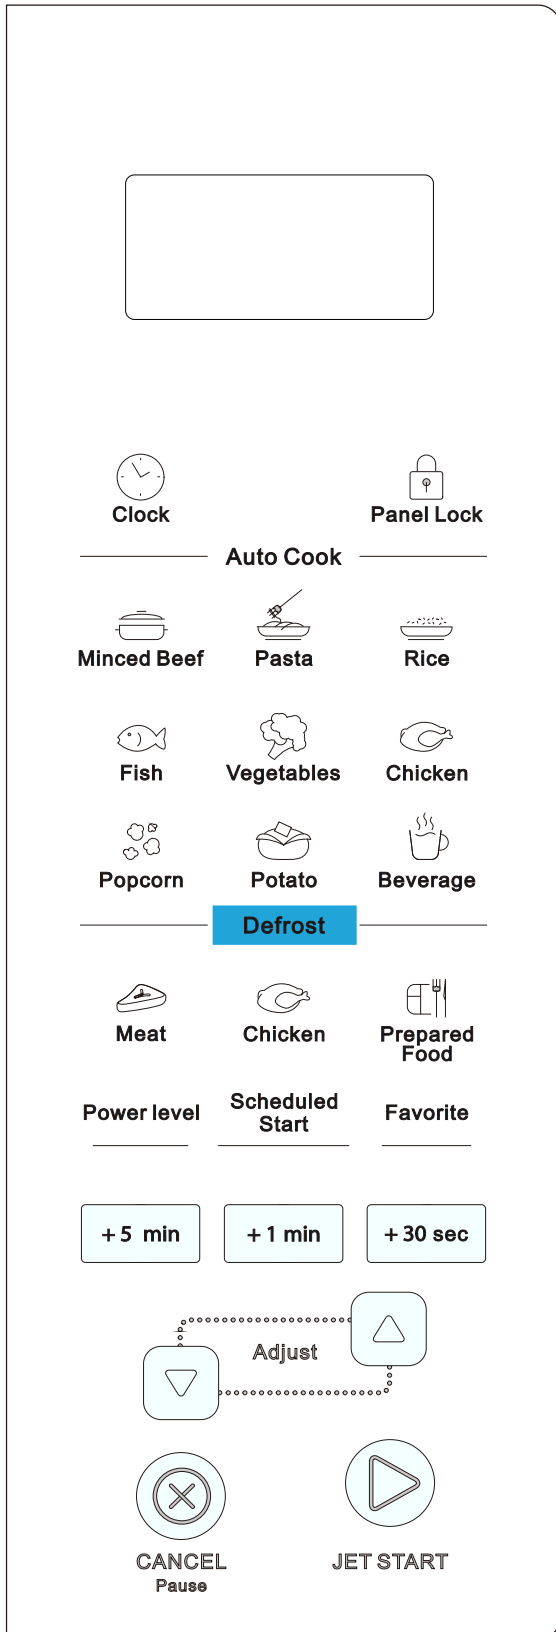 Clock Panel Lock
Auto Cook
Minced Beef Pasta Rice
Fish Vegetables Chicken
Popcorn Potato Beverage
Defrost
Meat Chicken Prepared
Food
Power level Scheduled
Start Favorite
+ 5 min + 1 min + 30 sec
Adjust
CANCEL JET START
Pause